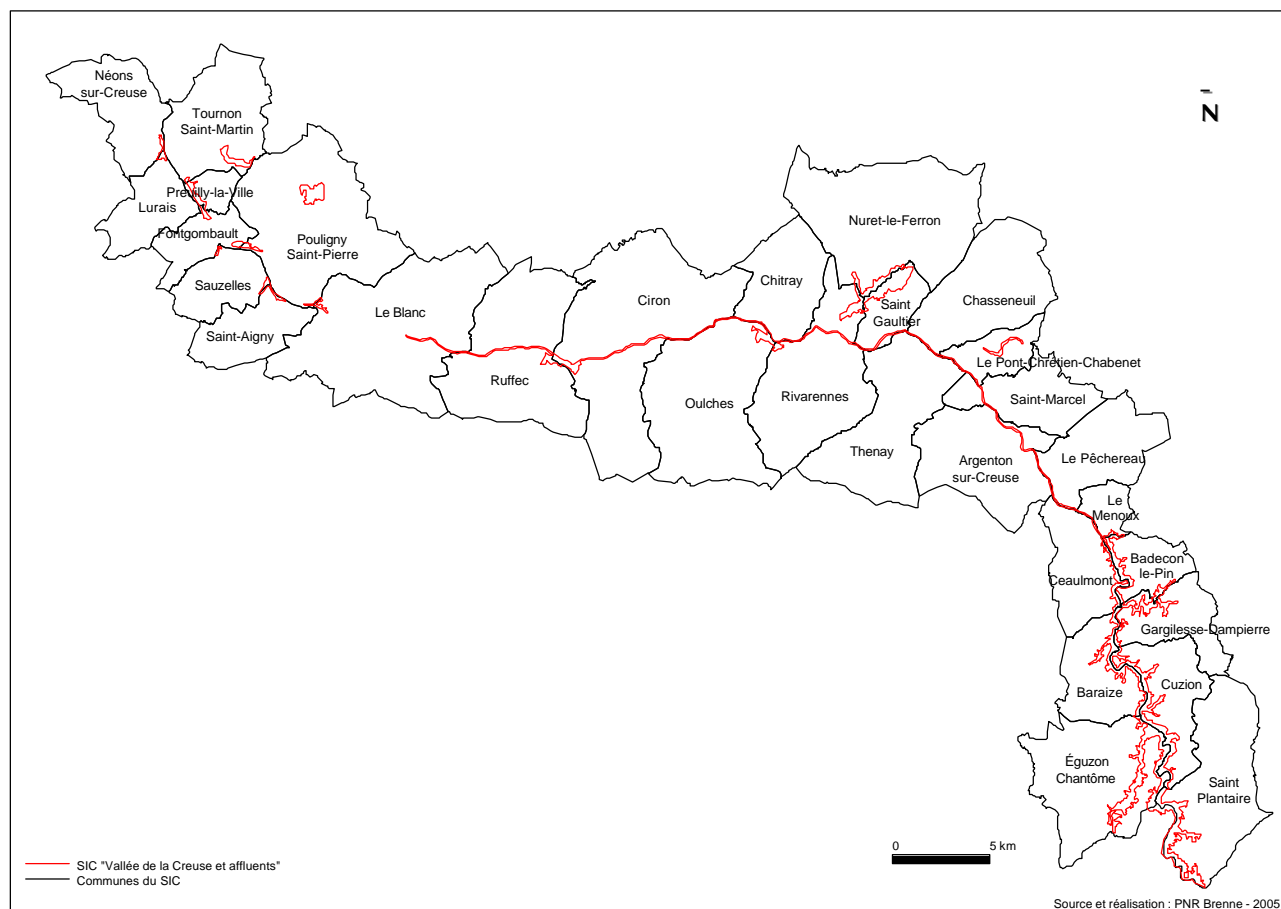 Néons
sur-Creuse
Tournon
Saint-Martin
N
Preuilly-la-Ville
Lurais
Fontgombault
Pouligny
Saint-Pierre
Nuret-le-Ferron
Sauzelles
Chitray
Ciron
Chasseneuil
Saint
Gaultier
Le Blanc
Saint-Aigny
Le Pont-Chrétien-Chabenet
Ruffec
Oulches
Rivarennes
Saint-Marcel
Thenay
Argenton
sur-Creuse
Le Pêchereau
Le
Menoux
Badecon
le-Pin
Ceaulmont
Gargilesse-Dampierre
Baraize
Cuzion
Éguzon
Chantôme
Saint
Plantaire
0 5 km
SIC "Vallée de la Creuse et affluents"
Communes du SIC
Source et réalisation : PNR Brenne - 2005